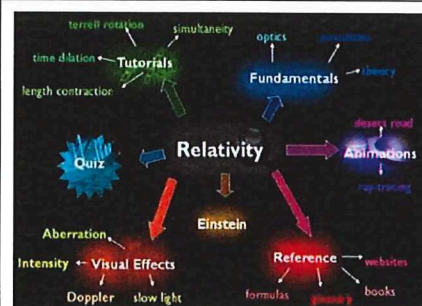 terrell rotation
simultaneity
optics
time dilation
Tutorials
Fundamentals
theory
length contraction
desert road
Relativity
Animations
Quiz
ray-tracing
Einstein
Aberration
Intensity
Visual Effects
Reference
websites
Doppler
slow light
formulas
glossary
books